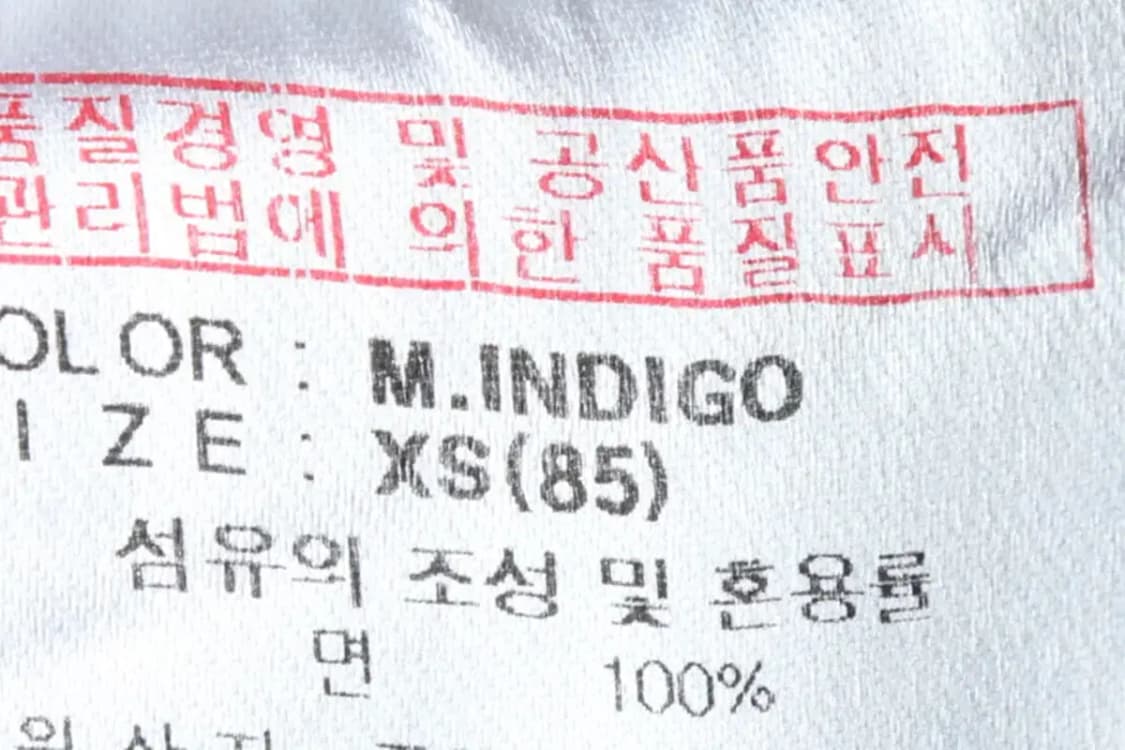 품질경영 및 공산품안전
관리법에 의한 품질표시
OLOR : M.INDIGO
IZE : XS(85)
섬유의 조성 및 혼용률
면 100%